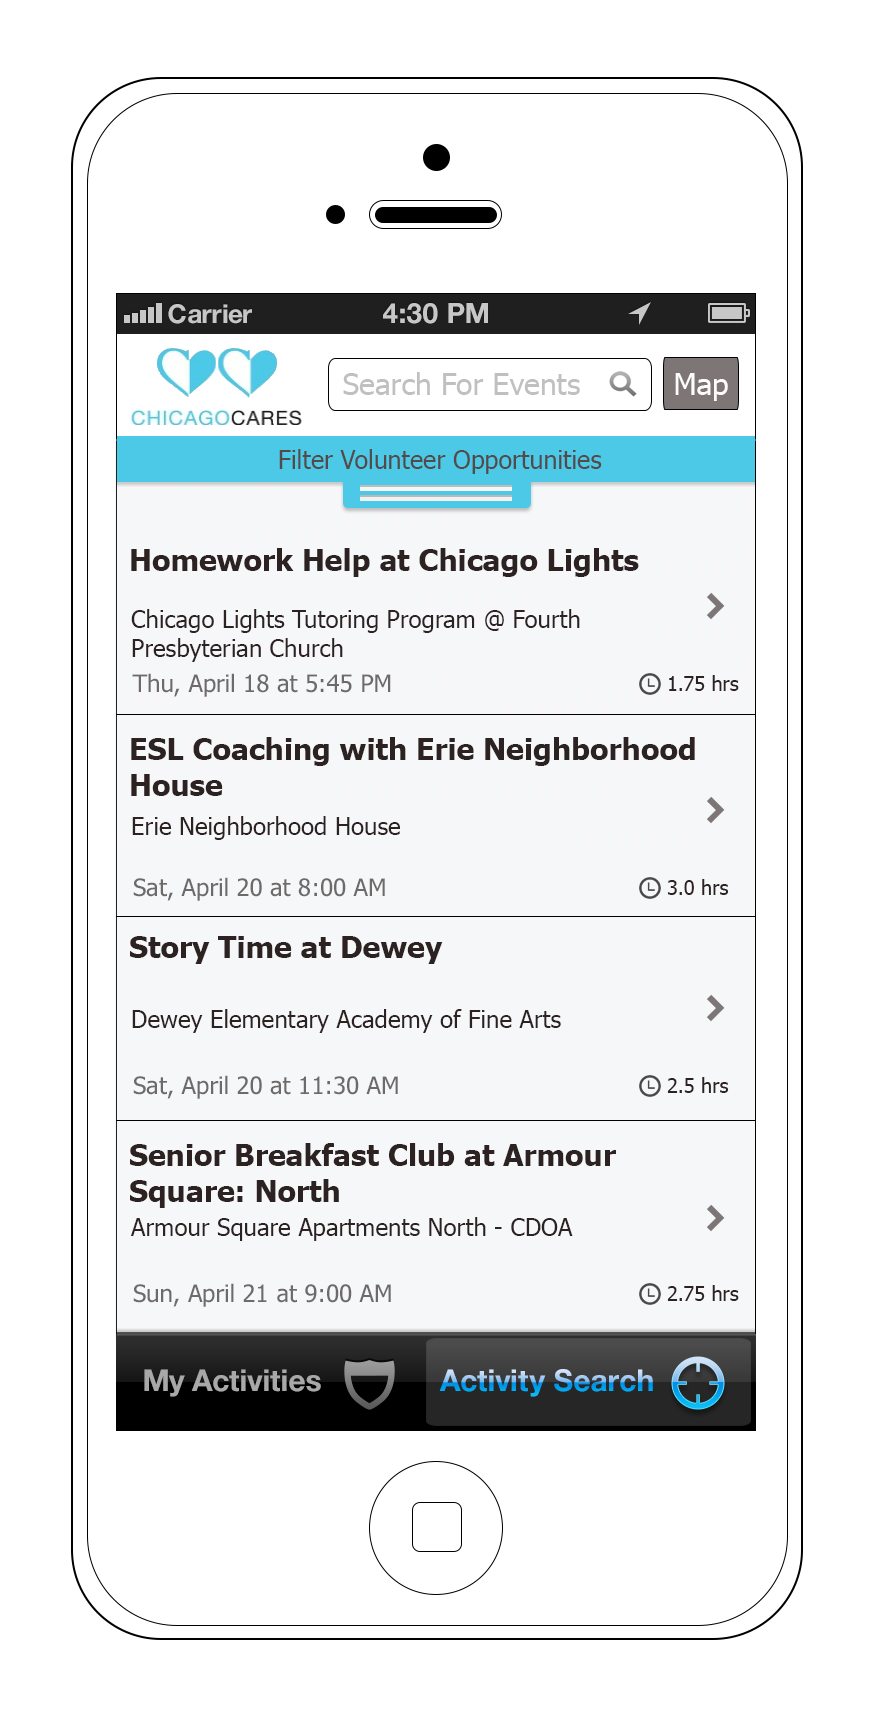 Carrier 4:30 PM
Search For Events Map
CHICAGOCARES
Filter Volunteer Opportunities
Homework Help at Chicago Lights
Chicago Lights Tutoring Program @ Fourth
Presbyterian Church
Thu, April 18 at 5:45 PM 1.75 hrs
ESL Coaching with Erie Neighborhood
House
Erie Neighborhood House
Sat, April 20 at 8:00 AM 3.0 hrs
Story Time at Dewey
Dewey Elementary Academy of Fine Arts
Sat, April 20 at 11:30 AM 2.5 hrs
Senior Breakfast Club at Armour
Square: North
Armour Square Apartments North - CDOA
Sun, April 21 at 9:00 AM 2.75 hrs
My Activities Activity Search